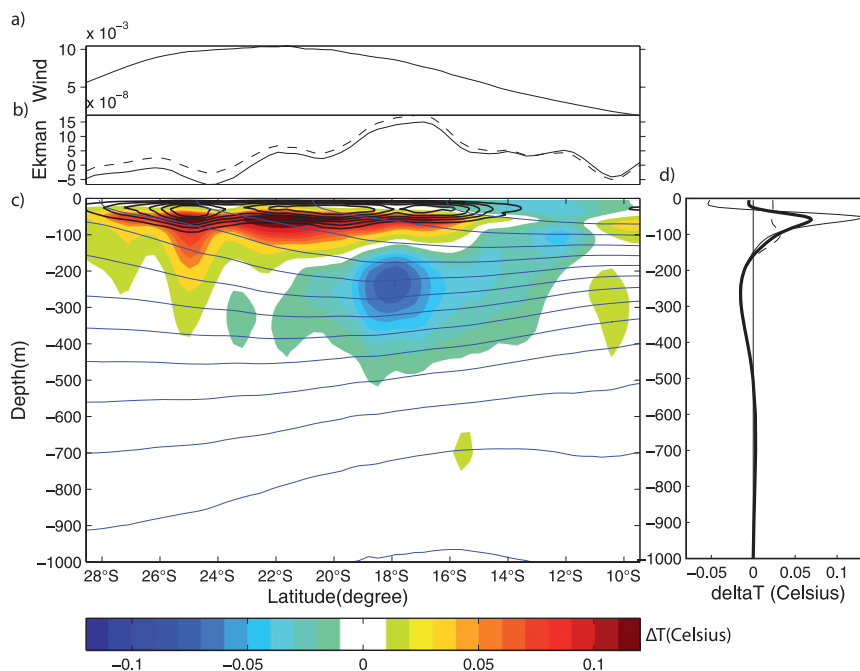 a)
x 10⁻³
10
5
Wind
x 10⁻⁸
b)
15
10
5
0
−5
Ekman
c)
0
−100
−200
−300
−400
−500
−600
−700
−800
−900
−1000
Depth(m)
28°S 26°S 24°S 22°S 20°S 18°S 16°S 14°S 12°S 10°S
Latitude(degree)
d)
0
−100
−200
−300
−400
−500
−600
−700
−800
−900
−1000
−0.05 0 0.05 0.1
deltaT (Celsius)
ΔT(Celsius)
−0.1 −0.05 0 0.05 0.1